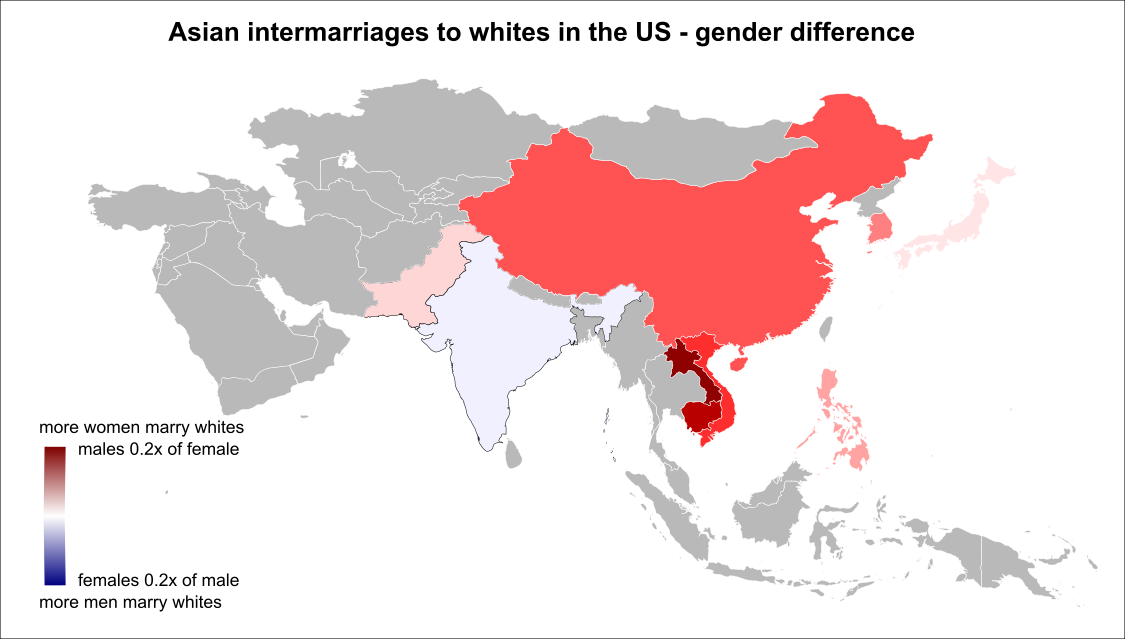 Asian intermarriages to whites in the US - gender difference
more women marry whites
males 0.2x of female
females 0.2x of male
more men marry whites